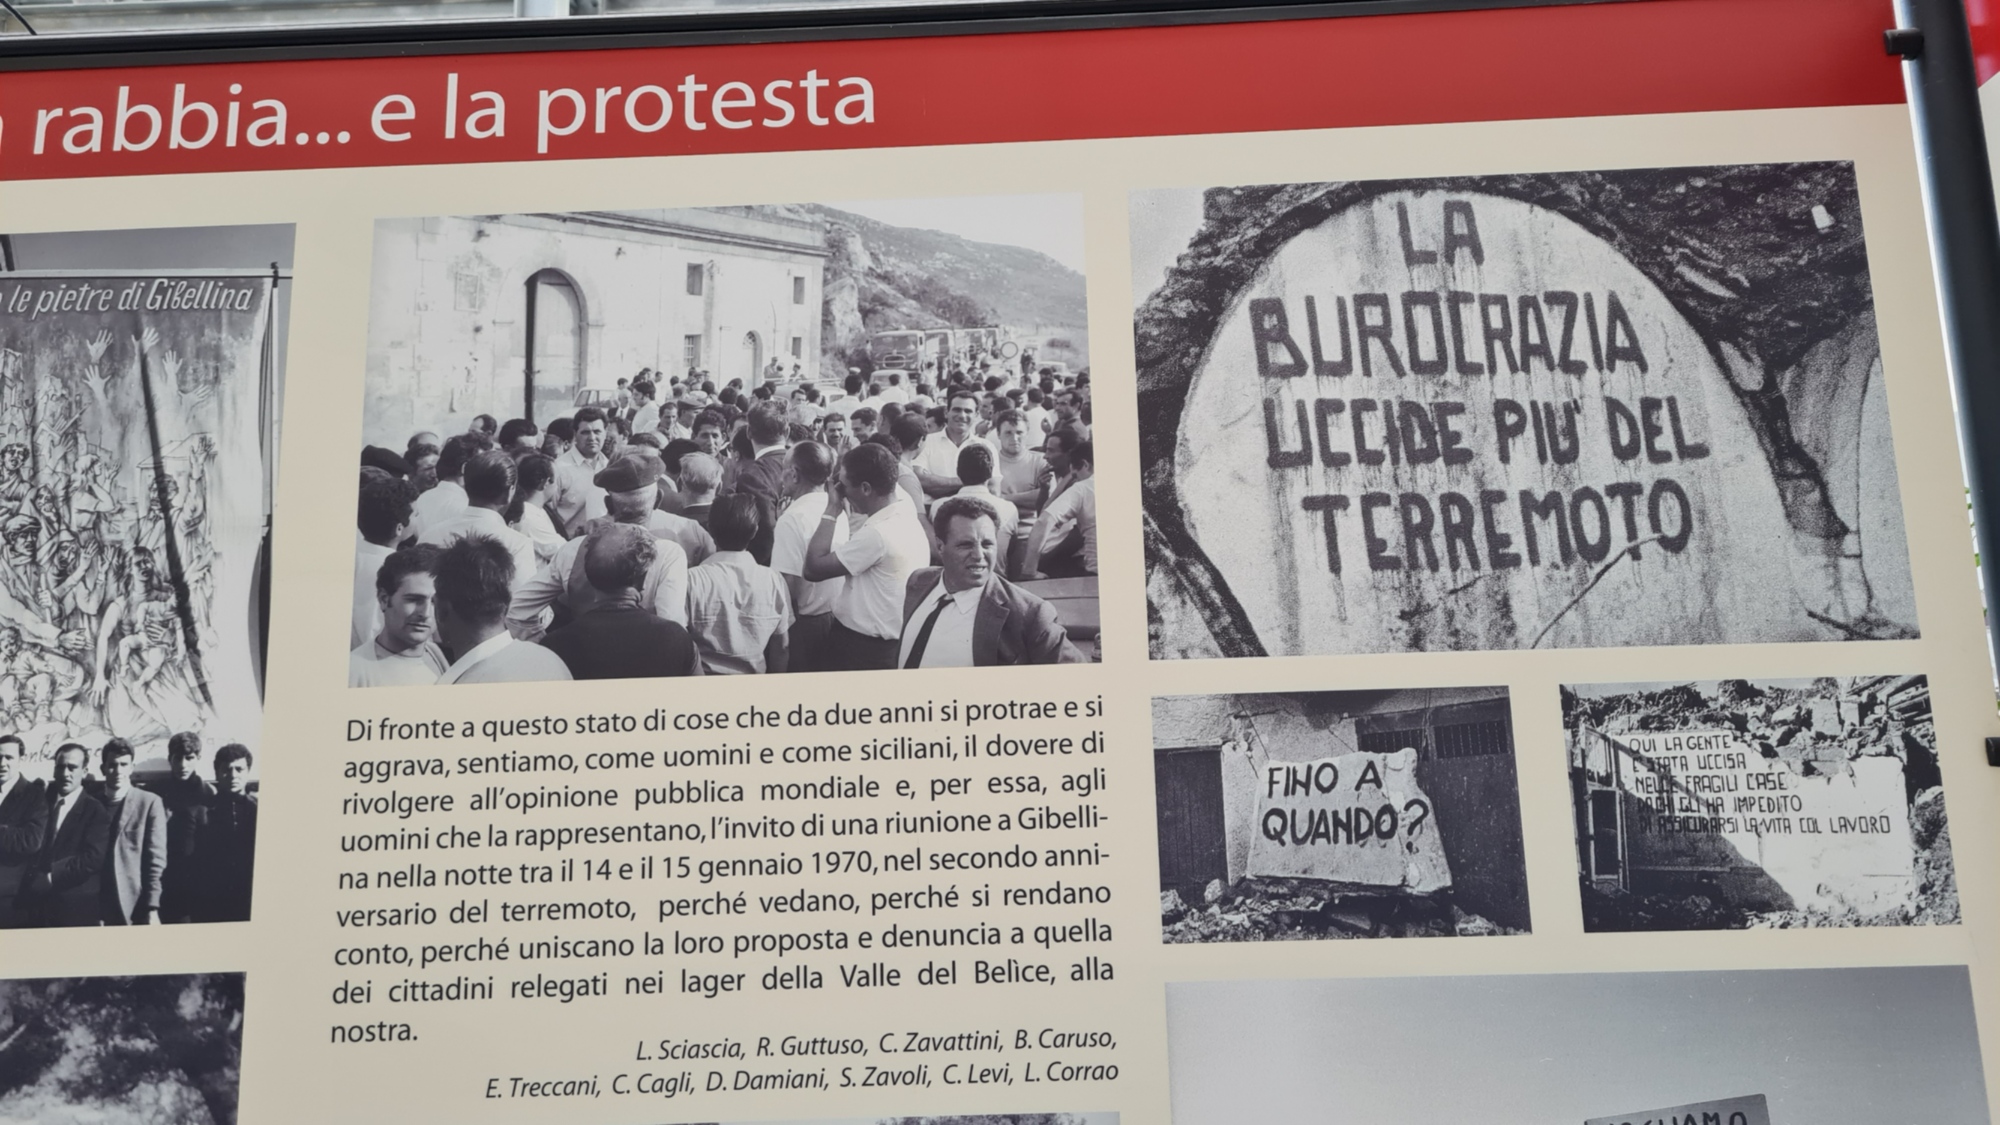 rabbia... e la protesta
le pietre di Gibellina
LA
BUROCRAZIA
UCCIDE PIU' DEL
TERREMOTO
Di fronte a questo stato di cose che da due anni si protrae e si
aggrava, sentiamo, come uomini e come siciliani, il dovere di
rivolgere all'opinione pubblica mondiale e, per essa, agli
uomini che la rappresentano, l'invito di una riunione a Gibelli-
na nella notte tra il 14 e il 15 gennaio 1970, nel secondo anni-
versario del terremoto, perché vedano, perché si rendano
conto, perché uniscano la loro proposta e denuncia a quella
dei cittadini relegati nei lager della Valle del Belìce, alla
nostra.
L. Sciascia, R. Guttuso, C. Zavattini, B. Caruso,
E. Treccani, C. Cagli, D. Damiani, S. Zavoli, C. Levi, L. Corrao
FINO A
QUANDO?
QUI LA GENTE
E' STATA UCCISA
NELLE FRAGILI CASE
DA CHI GLI HA IMPEDITO
DI ASSICURARSI LA VITA COL LAVORO